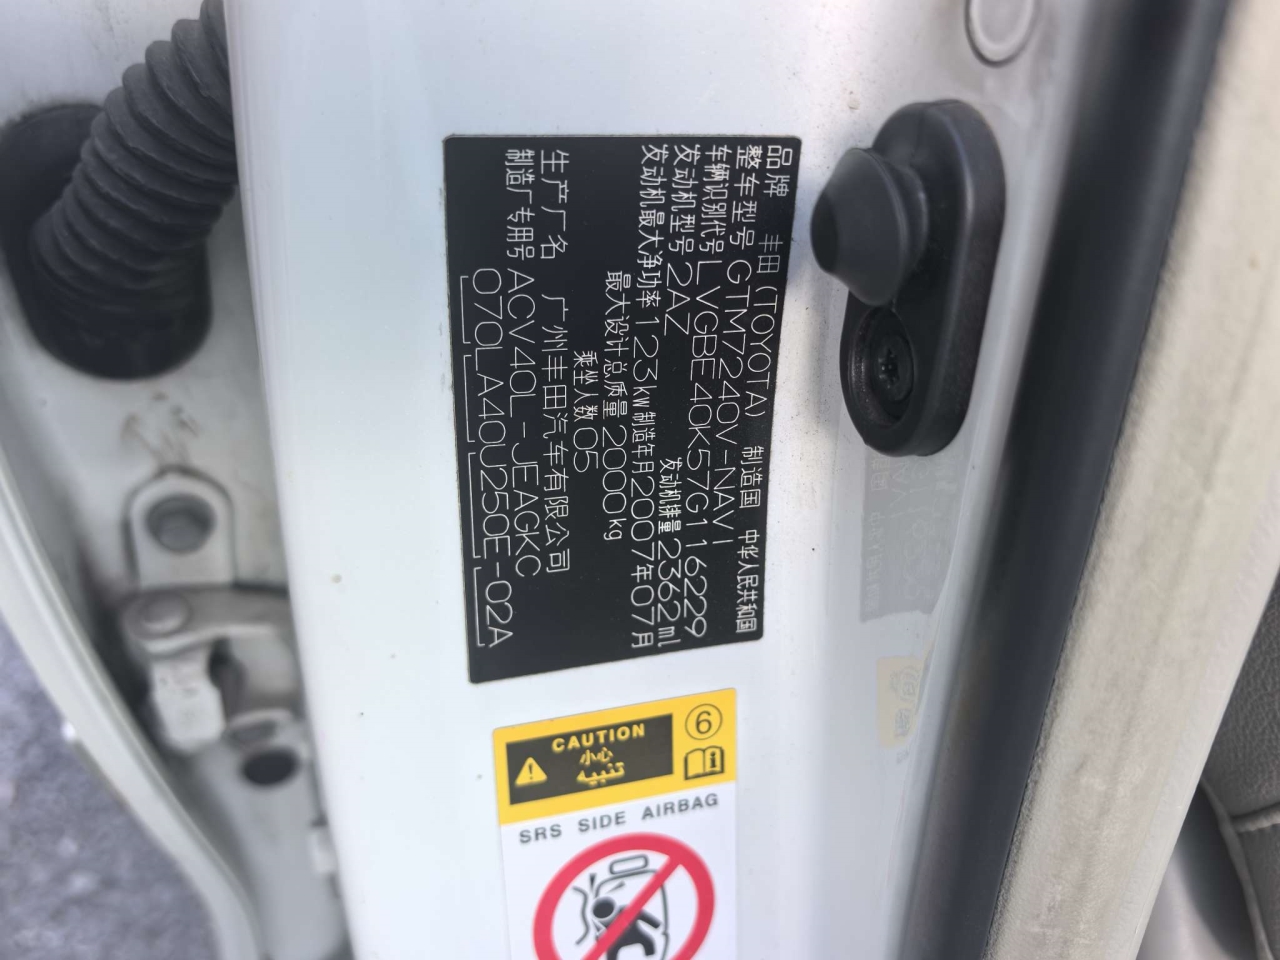 品牌 丰田(TOYOTA) 制造国 中华人民共和国
整车型号 GTM7240V-NAVI
车辆识别代号 LVGBE40K57G116229
发动机型号 2AZ 发动机排量 2362ml
发动机最大净功率 123kw 制造年月 2007年07月
最大设计总质量 2000kg
乘坐人数 05
生产厂名 广州丰田汽车有限公司
制造厂专用号 ACV40L-JEAGKC
070LA40U250E-02A
CAUTION
小心
تنبيه
6
i
SRS SIDE AIRBAG